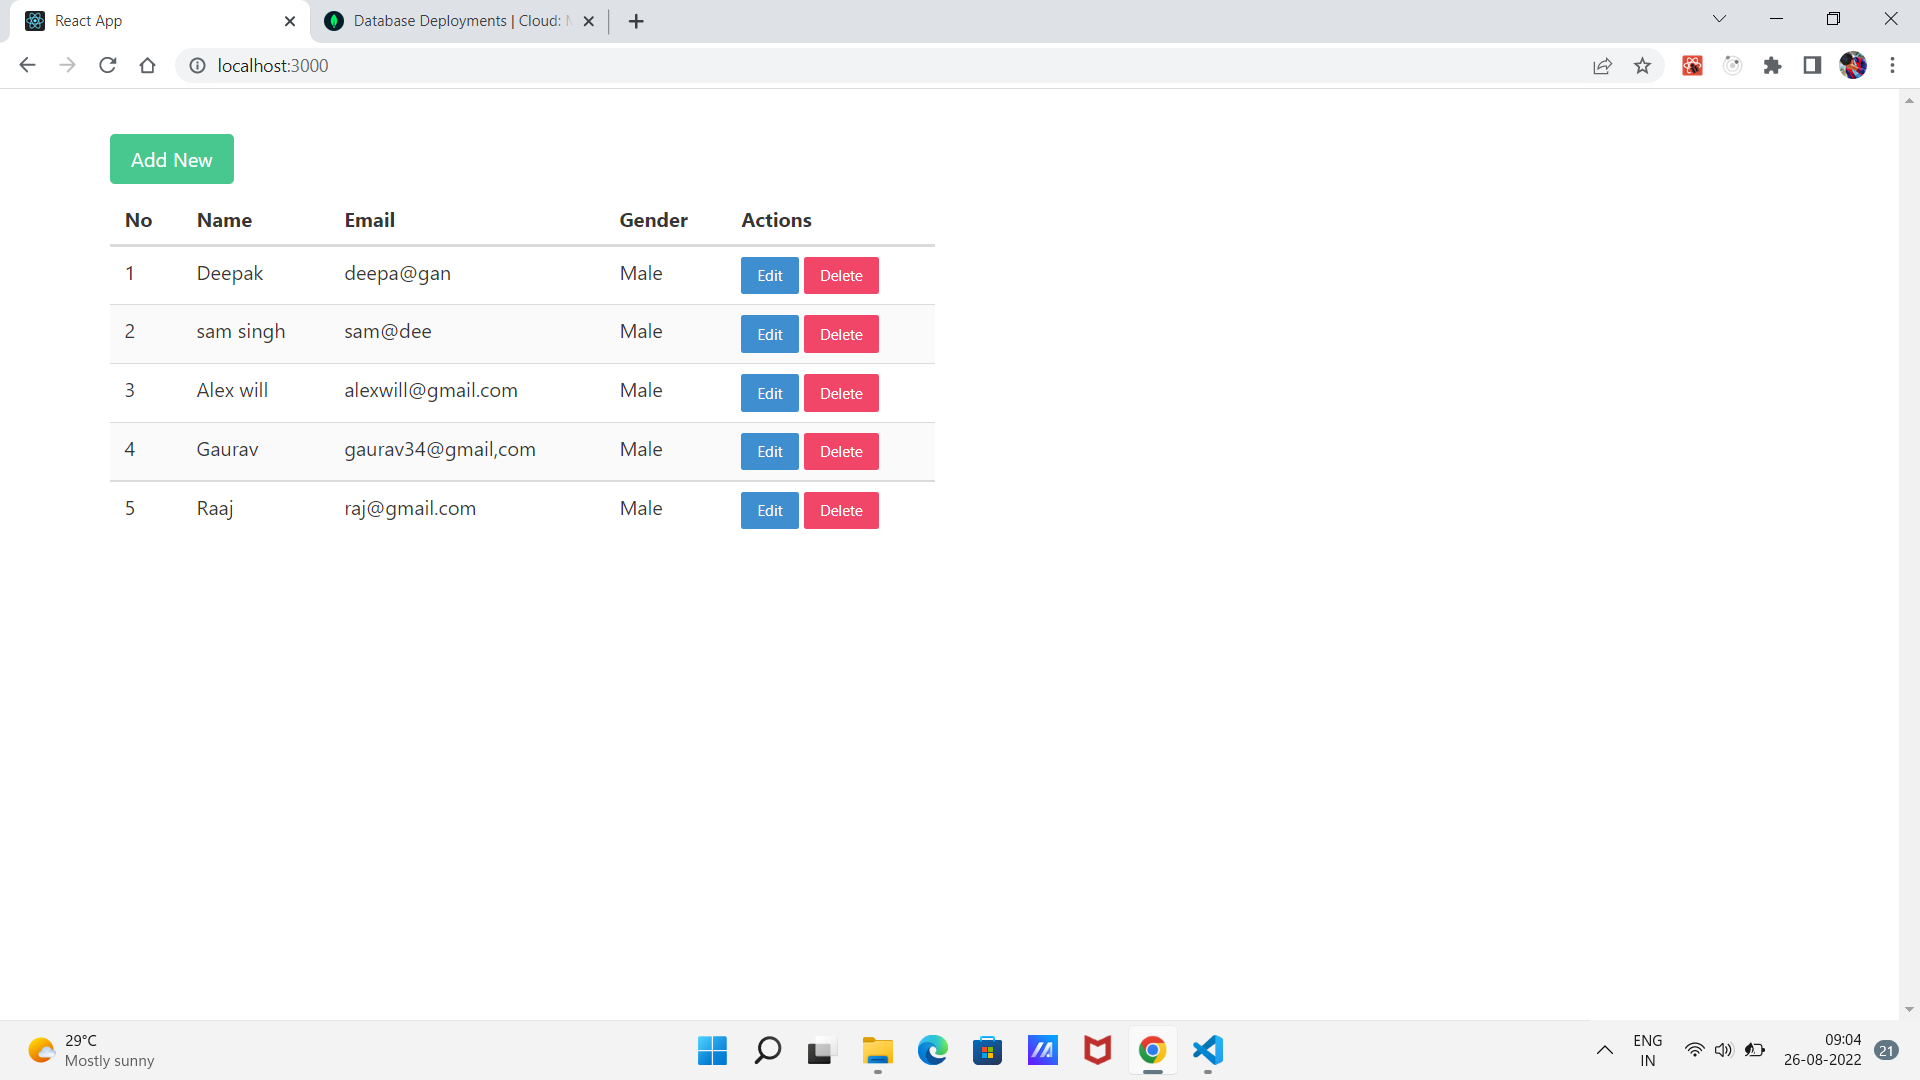 React App
Database Deployments | Cloud: M
localhost:3000
Add New
No Name Email Gender Actions
1 Deepak deepa@gan Male Edit Delete
2 sam singh sam@dee Male Edit Delete
3 Alex will alexwill@gmail.com Male Edit Delete
4 Gaurav gaurav34@gmail,com Male Edit Delete
5 Raaj raj@gmail.com Male Edit Delete
29°C
Mostly sunny
ENG
IN
09:04
26-08-2022
21